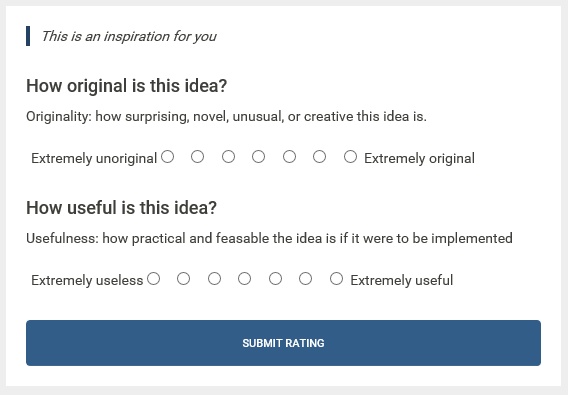 This is an inspiration for you
How original is this idea?
Originality: how surprising, novel, unusual, or creative this idea is.
Extremely unoriginal Extremely original
How useful is this idea?
Usefulness: how practical and feasable the idea is if it were to be implemented
Extremely useless Extremely useful
SUBMIT RATING